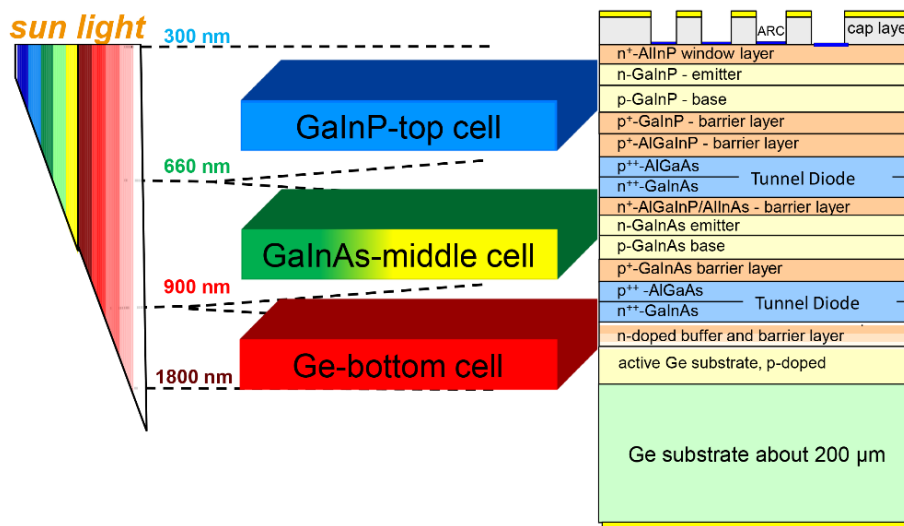 sun light
300 nm
660 nm
900 nm
1800 nm
GaInP-top cell
GaInAs-middle cell
Ge-bottom cell
ARC
cap laye
n⁺-AlInP window layer
n-GaInP - emitter
p-GaInP - base
p⁺-GaInP - barrier layer
p⁺-AlGaInP - barrier layer
p⁺⁺-AlGaAs
n⁺⁺-GaInAs
Tunnel Diode
n⁺-AlGaInP/AlInAs - barrier layer
n-GaInAs emitter
p-GaInAs base
p⁺-GaInAs barrier layer
p⁺⁺ -AlGaAs
n⁺⁺-GaInAs
Tunnel Diode
n-doped buffer and barrier layer
active Ge substrate, p-doped
Ge substrate about 200 µm